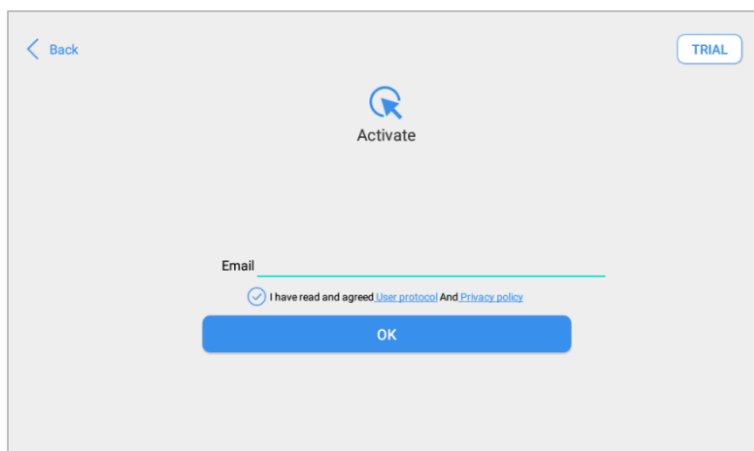 Back
TRIAL
Activate
Email
I have read and agreed User protocol And Privacy policy
OK